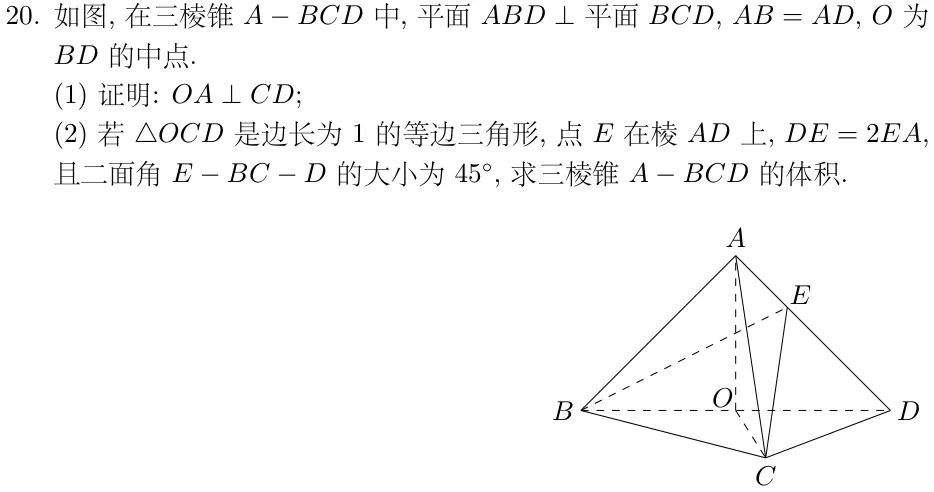 20. 如图, 在三棱锥 A − BCD 中, 平面 ABD ⊥ 平面 BCD, AB = AD, O 为
BD 的中点.
(1) 证明: OA ⊥ CD;
(2) 若 △OCD 是边长为 1 的等边三角形, 点 E 在棱 AD 上, DE = 2EA,
且二面角 E − BC − D 的大小为 45°, 求三棱锥 A − BCD 的体积.
A
E
B
O
D
C